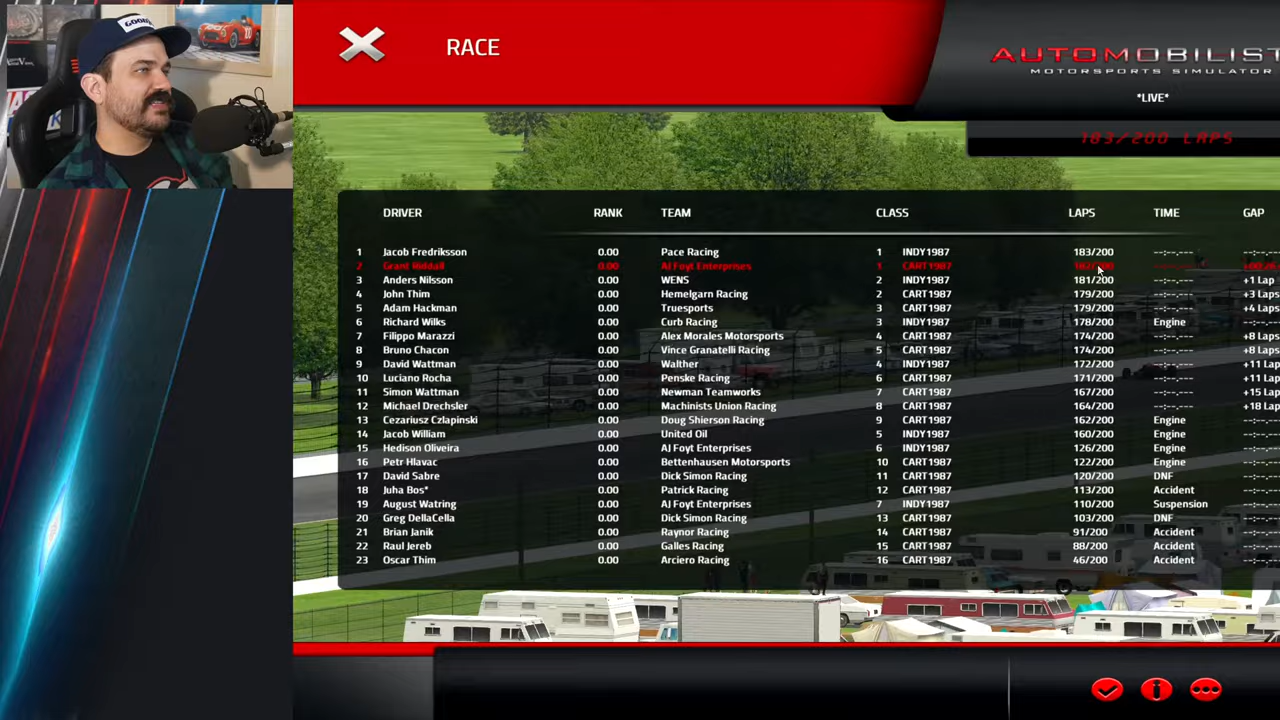 GOOD
RACE
AUTOMOBILIST
MOTORSPORTS SIMULATOR
*LIVE*
183/200 LAPS
DRIVER RANK TEAM CLASS LAPS TIME GAP
1 Jacob Fredriksson 0.00 Pace Racing 1 INDY1987 183/200 --:--.---
2 Grant Riddall 0.00 AJ Foyt Enterprises 1 CART1987
3 Anders Nilsson 0.00 WENS 2 INDY1987 181/200 --:--.--- +1 Lap
4 John Thim 0.00 Hemelgarn Racing 2 CART1987 179/200 --:--.--- +3 Laps
5 Adam Hackman 0.00 Truesports 3 CART1987 179/200 --:--.--- +4 Laps
6 Richard Wilks 0.00 Curb Racing 3 INDY1987 178/200 Engine --:--
7 Filippo Marazzi 0.00 Alex Morales Motorsports 4 CART1987 174/200 --:--.--- +8 Laps
8 Bruno Chacon 0.00 Vince Granatelli Racing 5 CART1987 174/200 --:--.--- +8 Laps
9 David Wattman 0.00 Walther 4 INDY1987 172/200 --:--.--- +11 Lap
10 Luciano Rocha 0.00 Penske Racing 6 CART1987 171/200 --:--.--- +11 Lap
11 Simon Wattman 0.00 Newman Teamworks 7 CART1987 167/200 --:--.--- +15 Lap
12 Michael Drechsler 0.00 Machinists Union Racing 8 CART1987 164/200 --:--.--- +18 Lap
13 Cezariusz Czlapinski 0.00 Doug Shierson Racing 9 CART1987 162/200 Engine --:--
14 Jacob William 0.00 United Oil 5 INDY1987 160/200 Engine --:--
15 Hedison Oliveira 0.00 AJ Foyt Enterprises 6 INDY1987 126/200 Engine --:--
16 Petr Hlavac 0.00 Bettenhausen Motorsports 10 CART1987 122/200 Engine --:--
17 David Sabre 0.00 Dick Simon Racing 11 CART1987 120/200 DNF --:--
18 Juha Bos* 0.00 Patrick Racing 12 CART1987 113/200 Accident --:--
19 August Watring 0.00 AJ Foyt Enterprises 7 INDY1987 110/200 Suspension --:--
20 Greg DellaCella 0.00 Dick Simon Racing 13 CART1987 103/200 DNF --:--
21 Brian Janik 0.00 Raynor Racing 14 CART1987 91/200 Accident --:--
22 Raul Jereb 0.00 Galles Racing 15 CART1987 88/200 Accident --:--
23 Oscar Thim 0.00 Arciero Racing 16 CART1987 46/200 Accident --:--